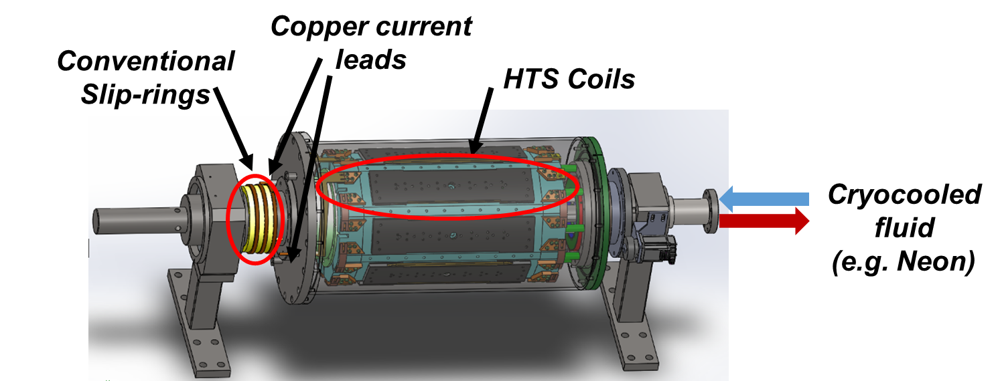 Copper current
leads
Conventional
Slip-rings
HTS Coils
Cryocooled
fluid
(e.g. Neon)